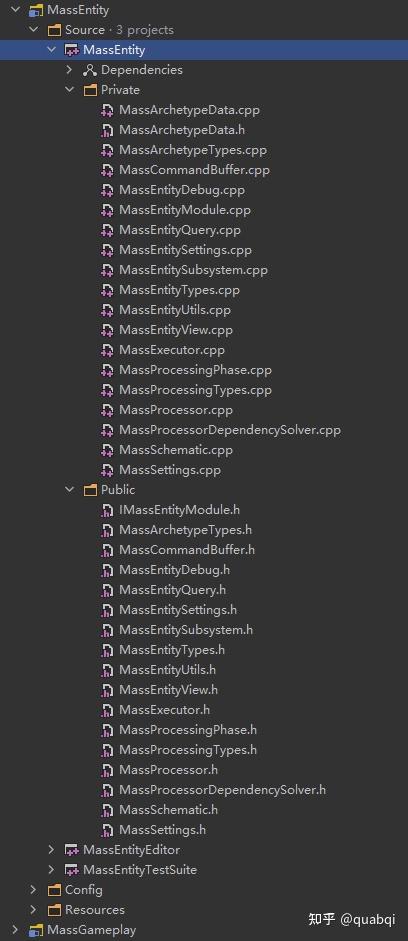 MassEntity
Source · 3 projects
MassEntity
Dependencies
Private
MassArchetypeData.cpp
MassArchetypeData.h
MassArchetypeTypes.cpp
MassCommandBuffer.cpp
MassEntityDebug.cpp
MassEntityModule.cpp
MassEntityQuery.cpp
MassEntitySettings.cpp
MassEntitySubsystem.cpp
MassEntityTypes.cpp
MassEntityUtils.cpp
MassEntityView.cpp
MassExecutor.cpp
MassProcessingPhase.cpp
MassProcessingTypes.cpp
MassProcessor.cpp
MassProcessorDependencySolver.cpp
MassSchematic.cpp
MassSettings.cpp
Public
IMassEntityModule.h
MassArchetypeTypes.h
MassCommandBuffer.h
MassEntityDebug.h
MassEntityQuery.h
MassEntitySettings.h
MassEntitySubsystem.h
MassEntityTypes.h
MassEntityUtils.h
MassEntityView.h
MassExecutor.h
MassProcessingPhase.h
MassProcessingTypes.h
MassProcessor.h
MassProcessorDependencySolver.h
MassSchematic.h
MassSettings.h
MassEntityEditor
MassEntityTestSuite
Config
Resources
知乎 @quabqi
MassGameplay